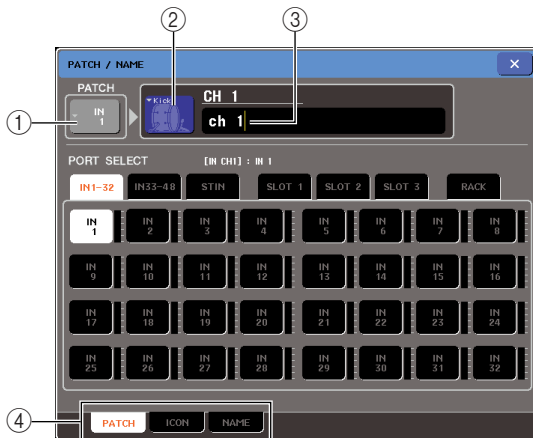 ② ③
PATCH / NAME ×
PATCH
①
IN 1
Kick
CH 1
ch 1
PORT SELECT [IN CH1] : IN 1
IN1-32 IN33-48 STIN SLOT 1 SLOT 2 SLOT 3 RACK
IN 1 IN 2 IN 3 IN 4 IN 5 IN 6 IN 7 IN 8
IN 9 IN 10 IN 11 IN 12 IN 13 IN 14 IN 15 IN 16
IN 17 IN 18 IN 19 IN 20 IN 21 IN 22 IN 23 IN 24
IN 25 IN 26 IN 27 IN 28 IN 29 IN 30 IN 31 IN 32
④
PATCH ICON NAME